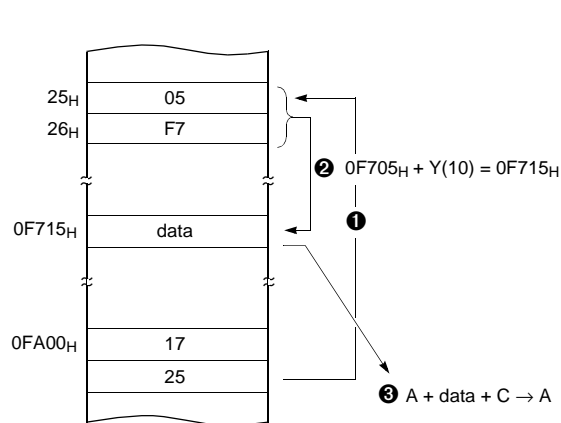 25H 05
26H F7
❷ 0F705H + Y(10) = 0F715H
❶
0F715H data
0FA00H 17
25
❸ A + data + C → A